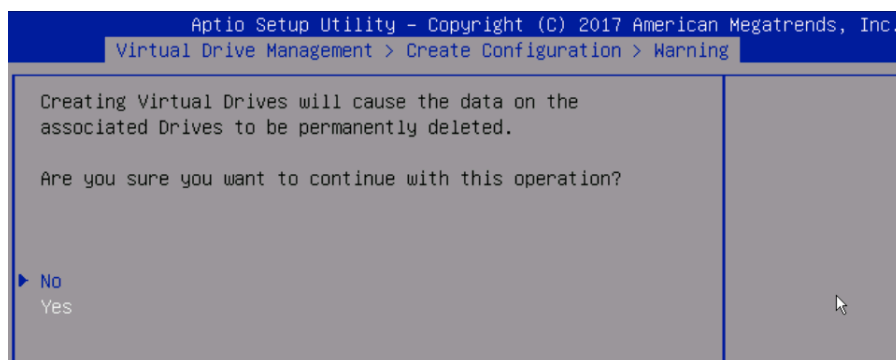 Aptio Setup Utility – Copyright (C) 2017 American Megatrends, Inc.
Virtual Drive Management > Create Configuration > Warning
Creating Virtual Drives will cause the data on the
associated Drives to be permanently deleted.
Are you sure you want to continue with this operation?
No
Yes